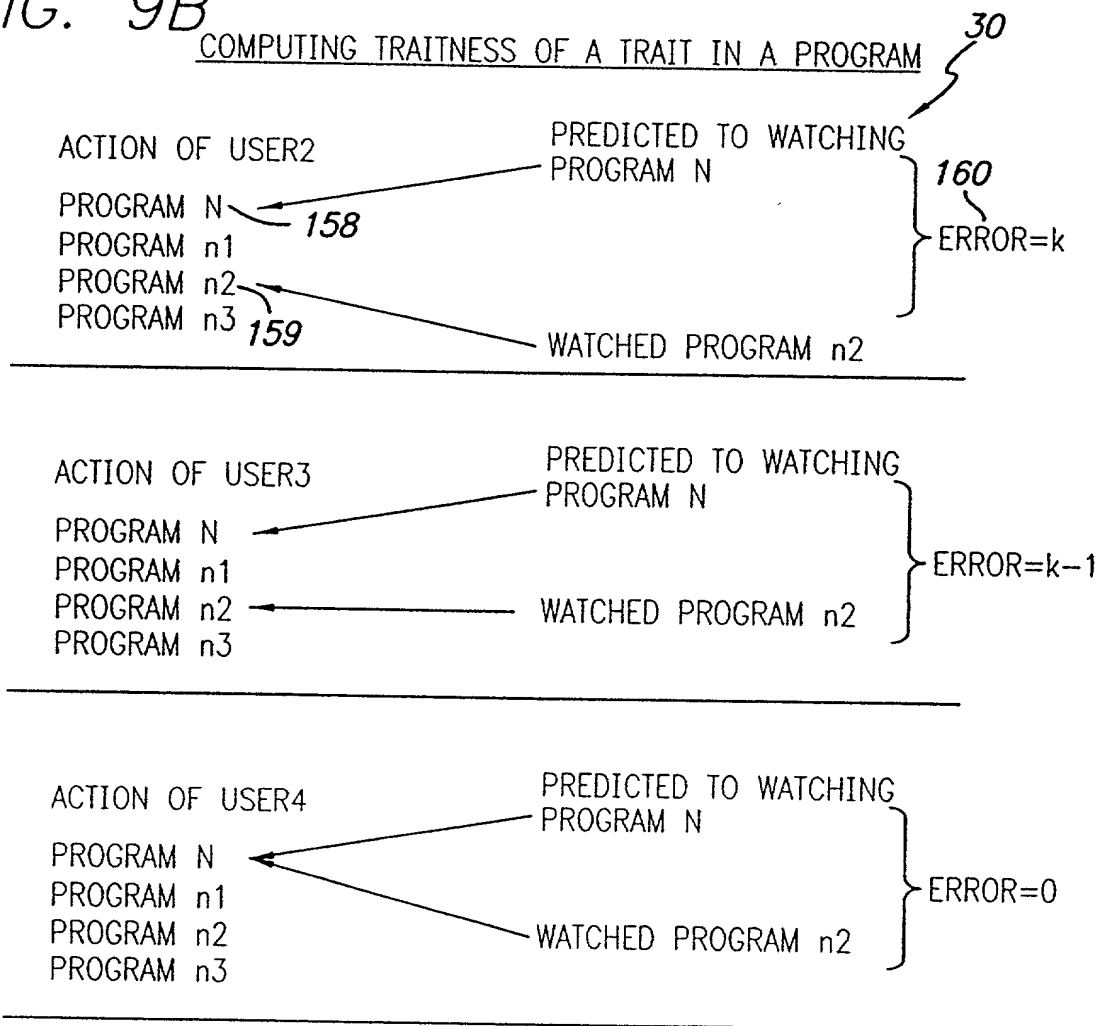 IG. 9B
COMPUTING TRAITNESS OF A TRAIT IN A PROGRAM
30
ACTION OF USER2
PREDICTED TO WATCHING
PROGRAM N
PROGRAM N
158
PROGRAM n1
PROGRAM n2
159
PROGRAM n3
WATCHED PROGRAM n2
160
ERROR=k
ACTION OF USER3
PREDICTED TO WATCHING
PROGRAM N
PROGRAM N
PROGRAM n1
PROGRAM n2
PROGRAM n3
WATCHED PROGRAM n2
ERROR=k-1
ACTION OF USER4
PREDICTED TO WATCHING
PROGRAM N
PROGRAM N
PROGRAM n1
PROGRAM n2
PROGRAM n3
WATCHED PROGRAM n2
ERROR=0